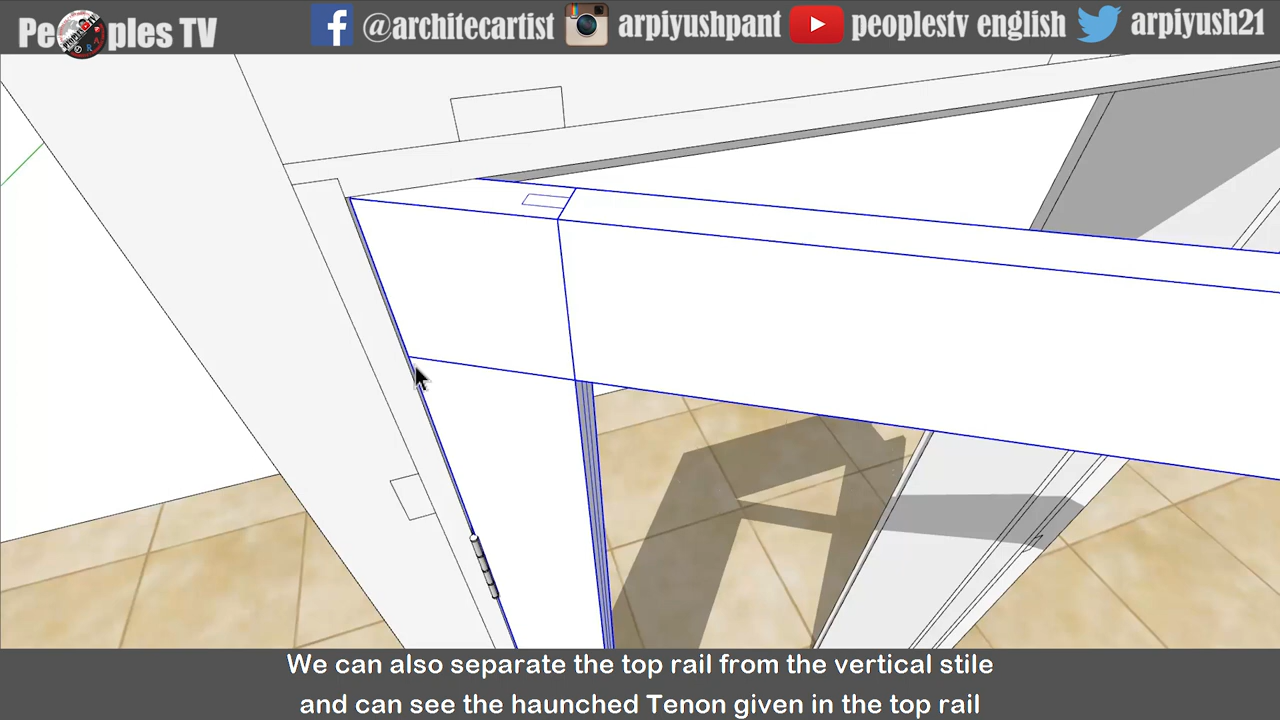 Peoples TV
@architecartist
arpiyushpant
peoplestv english
arpiyush21
We can also separate the top rail from the vertical stile
and can see the haunched Tenon given in the top rail